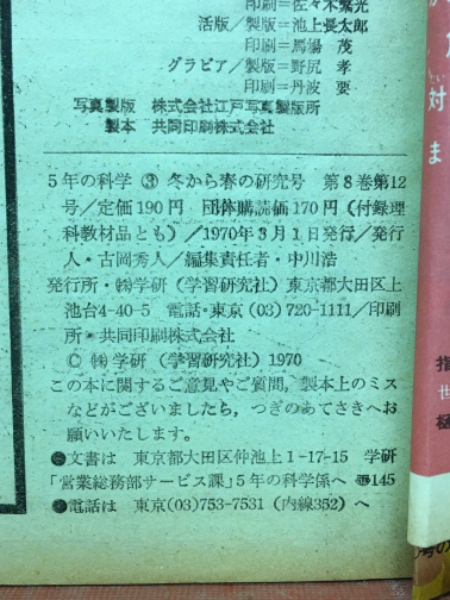 印刷=佐々木紫光
活版/製版=池上長太郎
印刷=馬場 茂
グラビア/製版=野尻 孝
印刷=丹波 要
写真製版 株式会社江戸写真製版所
製本 共同印刷株式会社
5年の科学 ③ 冬から春の研究号 第8巻第12
号/定価190円 団体購読価170円(付録理
科教材品とも)/1970年3月1日発行/発行
人・古岡秀人/編集責任者・中川浩
発行所・㈱学研(学習研究社)東京都大田区上
池台4-40-5 電話・東京(03)720-1111/印刷
所・共同印刷株式会社
© ㈱学研(学習研究社)1970
この本に関するご意見やご質問,製本上のミス
などがございましたら,つぎのあてさきへお
願いいたします。
●文書は 東京都大田区仲池上1-17-15 学研
「営業総務部サービス課」5年の科学係へ 〠145
●電話は 東京(03)753-7531(内線352)へ
対
ま
指
世